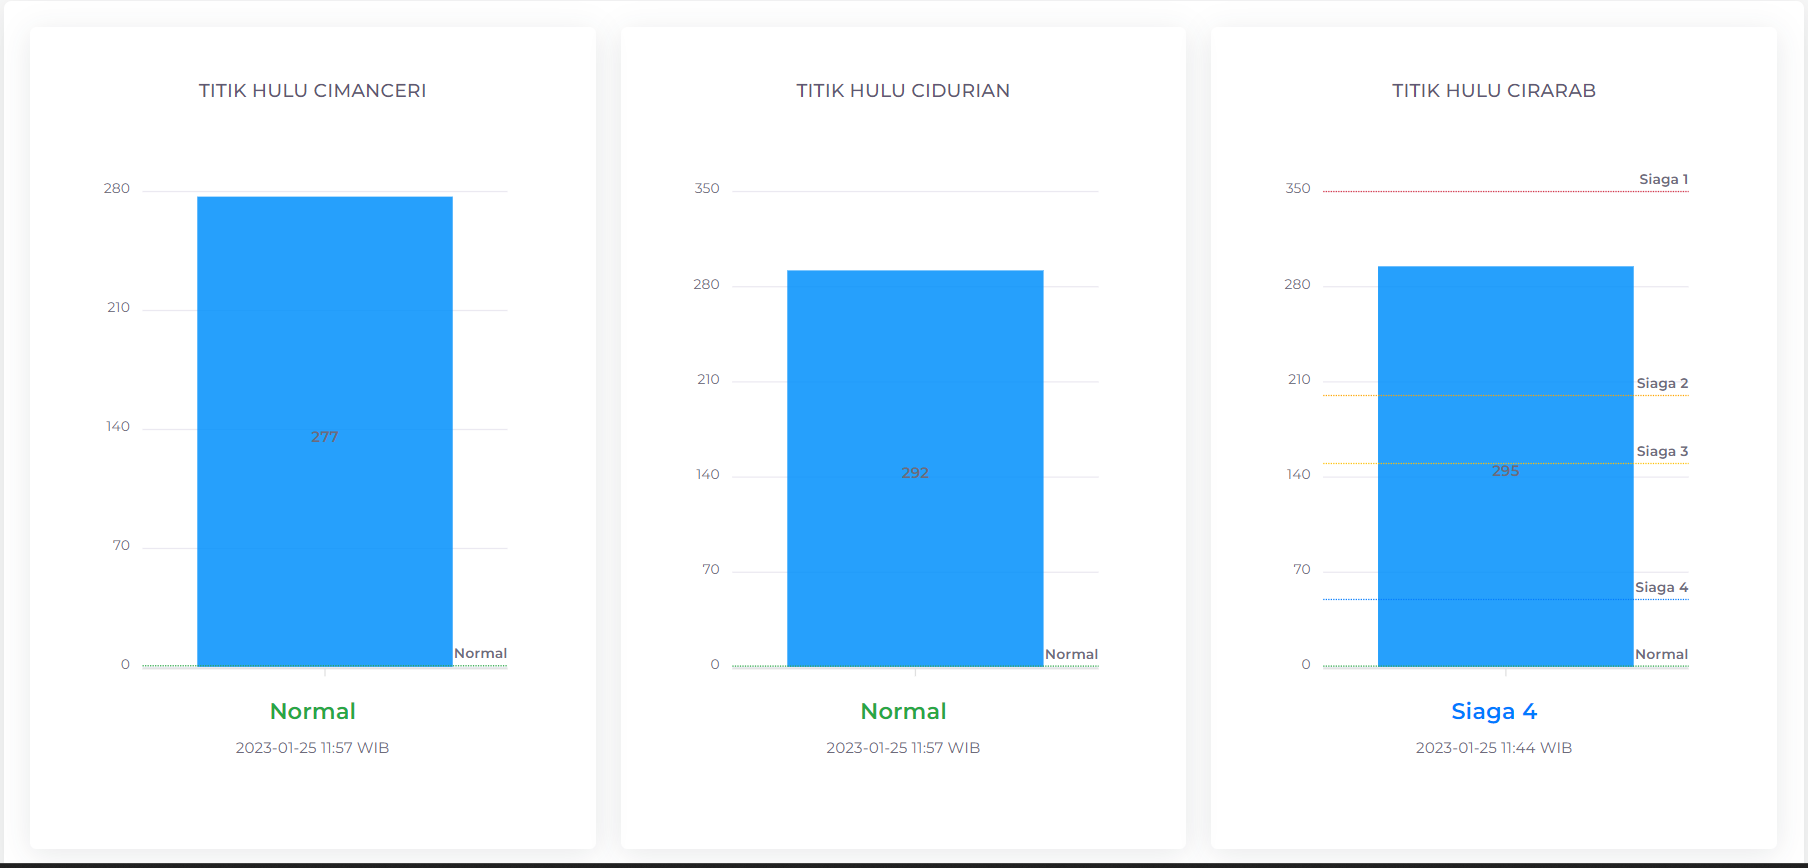 TITIK HULU CIMANCERI
280
210
140
70
0
277
Normal
Normal
2023-01-25 11:57 WIB
TITIK HULU CIDURIAN
350
280
210
140
70
0
292
Normal
Normal
2023-01-25 11:57 WIB
TITIK HULU CIRARAB
350
280
210
140
70
0
Siaga 1
Siaga 2
Siaga 3
295
Siaga 4
Normal
Siaga 4
2023-01-25 11:44 WIB